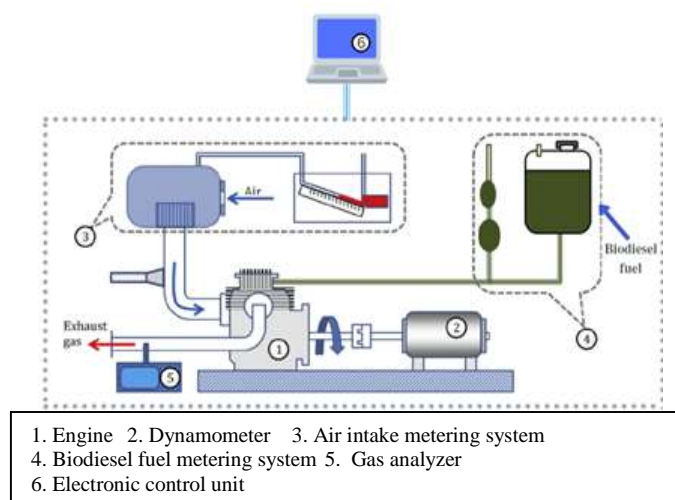 6
Air
3
Biodiesel
fuel
Exhaust
gas
1
2
4
5
1. Engine 2. Dynamometer 3. Air intake metering system
4. Biodiesel fuel metering system 5. Gas analyzer
6. Electronic control unit